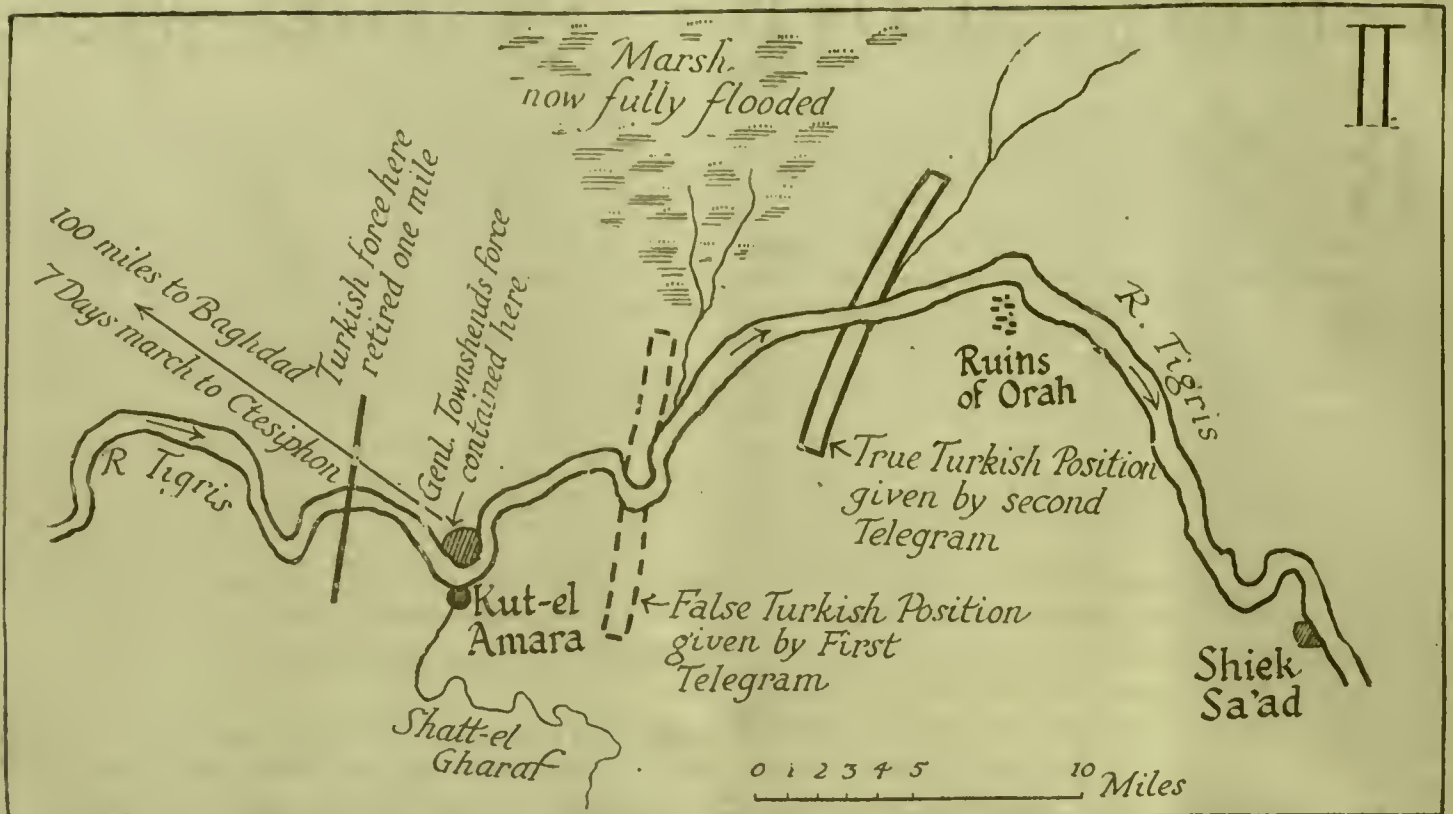 II
Marsh.
now fully flooded
100 miles to Baghdad
7 Days march to Ctesiphon
Turkish force here
retired one mile
Genl. Townshends force
contained here.
R Tigris
R. Tigris
Ruins
of Orah
True Turkish Position
given by second
Telegram
Kut-el
Amara
False Turkish Position
given by First
Telegram
Shiek
Sa'ad
Shatt-el
Gharaf
0 1 2 3 4 5 10 Miles